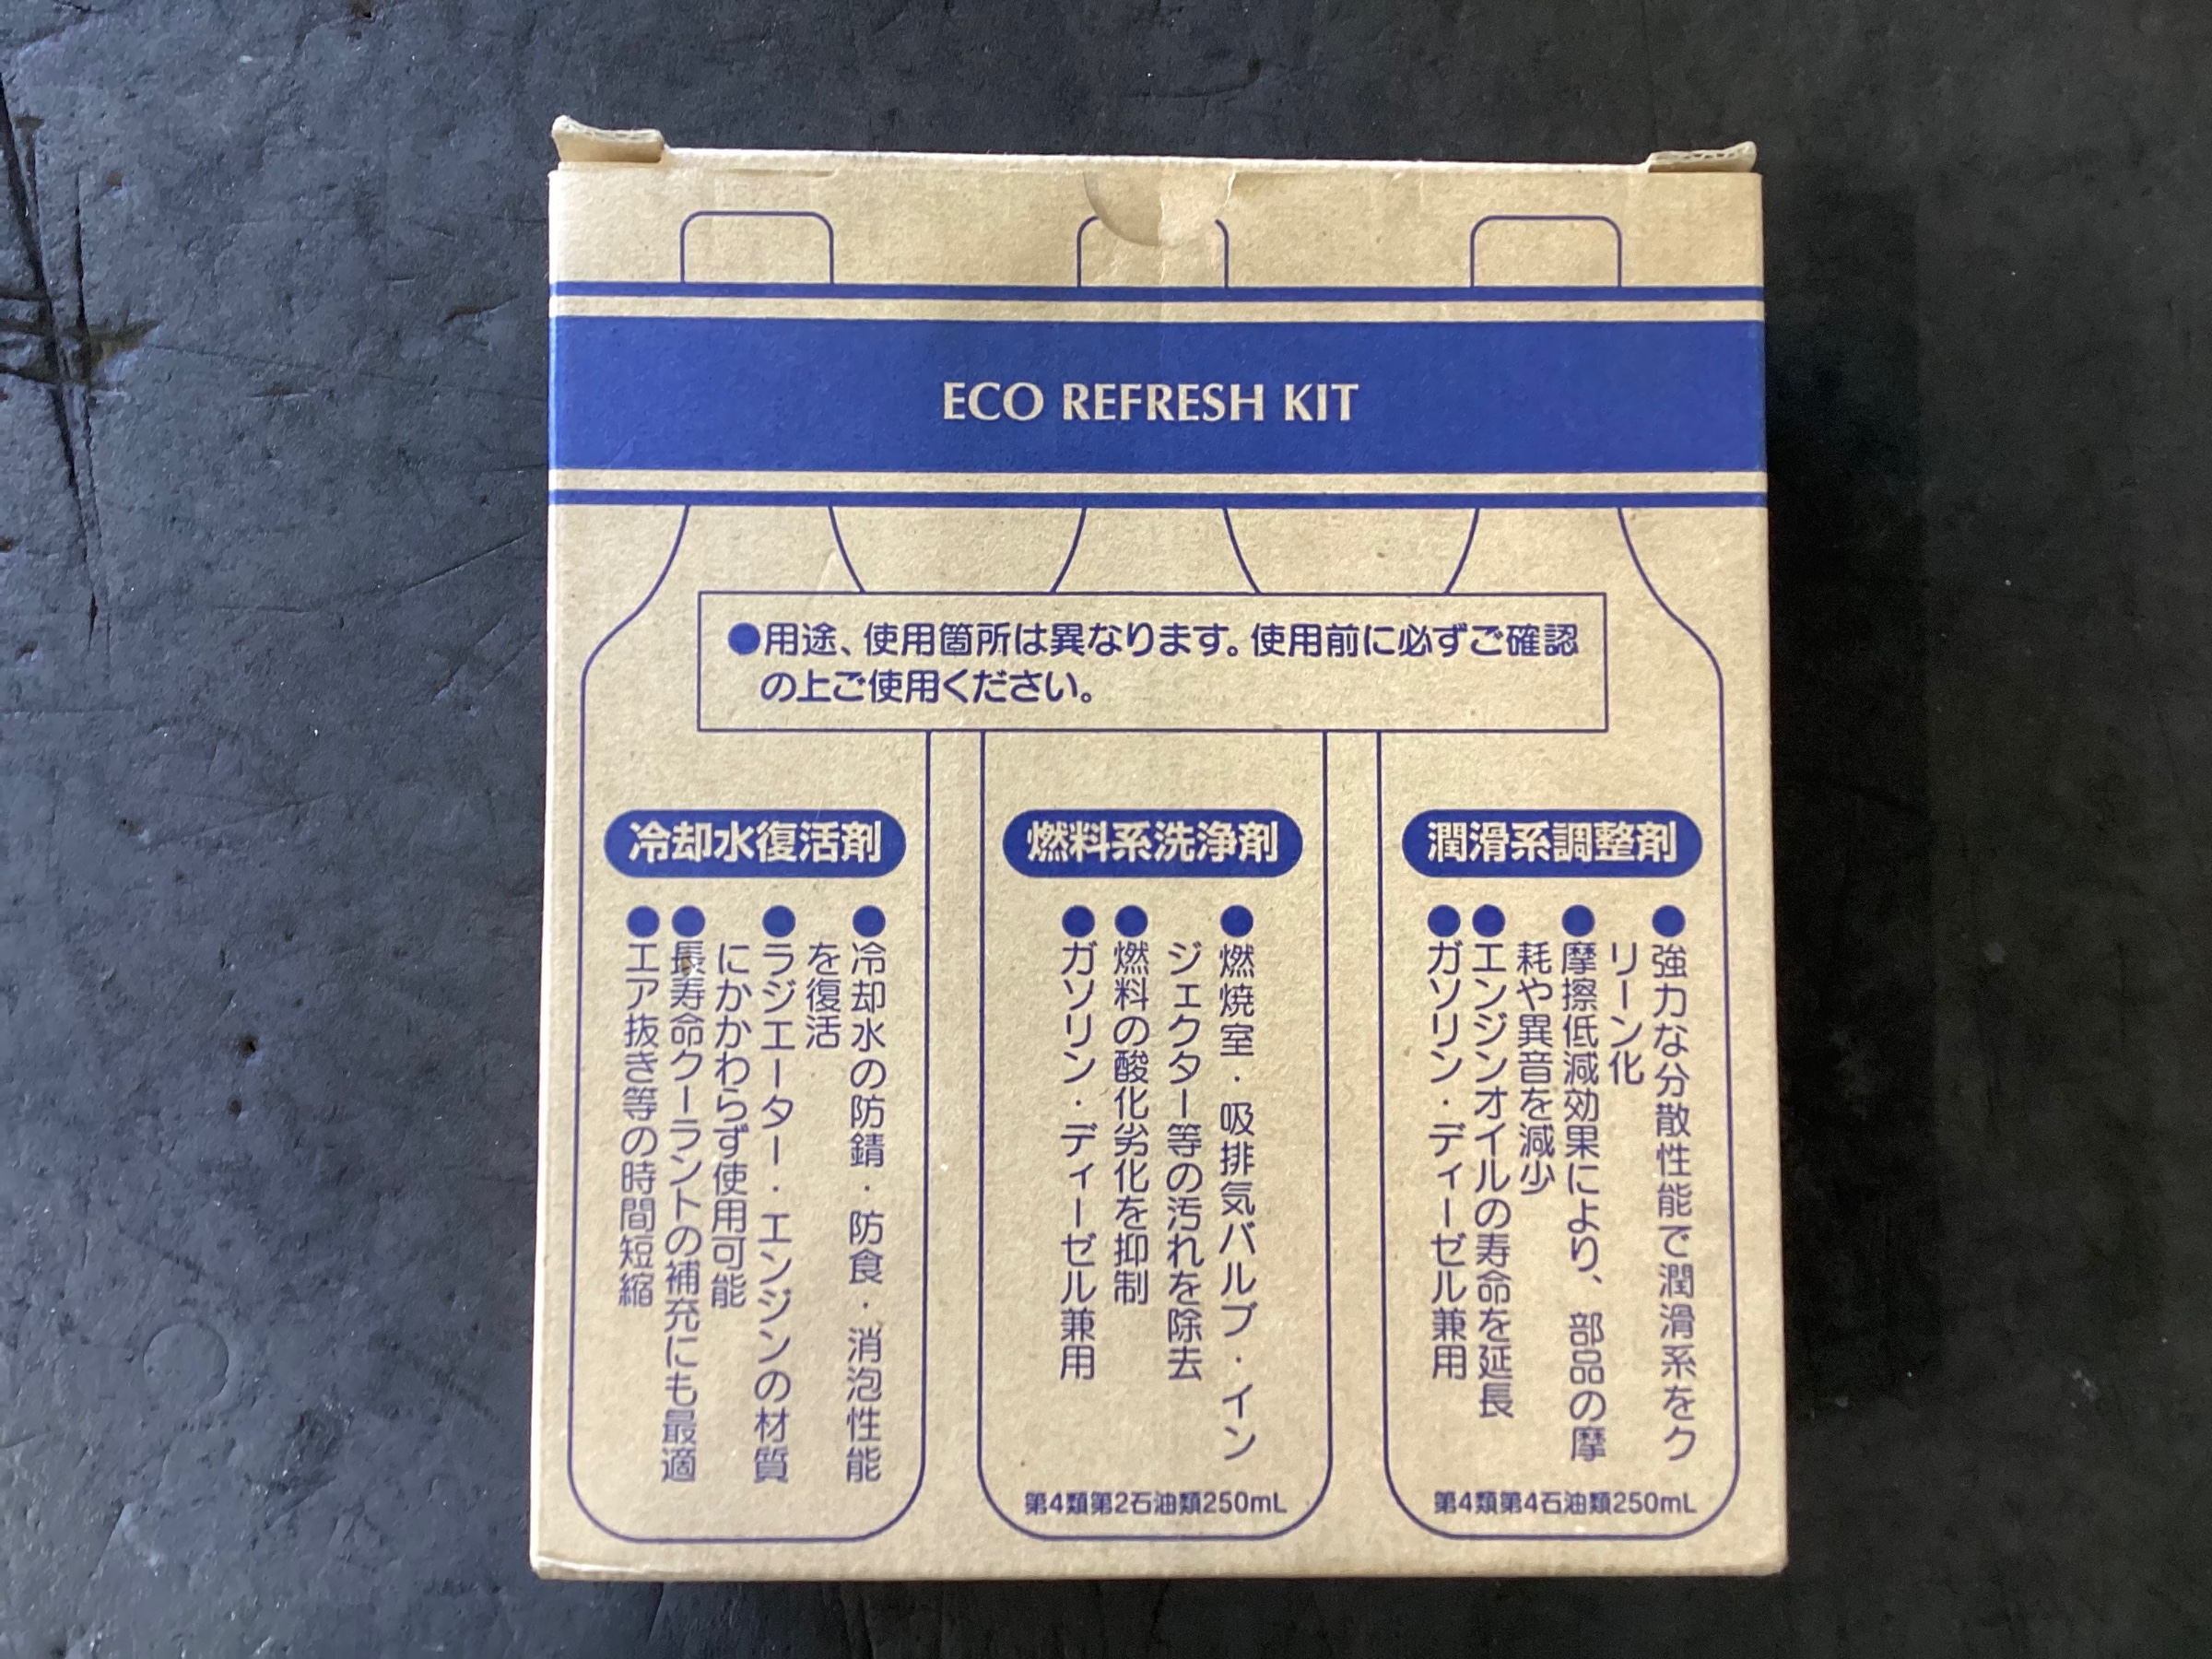 ECO REFRESH KIT
●用途、使用箇所は異なります。使用前に必ずご確認
の上ご使用ください。
潤滑系調整剤
●強力な分散性能で潤滑系をク
リーン化
●摩擦低減効果により、部品の摩
耗や異音を減少
●エンジンオイルの寿命を延長
●ガソリン・ディーゼル兼用
第4類第4石油類250mL
燃料系洗浄剤
●燃焼室・吸排気バルブ・イン
ジェクター等の汚れを除去
●燃料の酸化劣化を抑制
●ガソリン・ディーゼル兼用
第4類第2石油類250mL
冷却水復活剤
●冷却水の防錆・防食・消泡性能
を復活
●ラジエーター・エンジンの材質
にかかわらず使用可能
●長寿命クーラントの補充にも最適
●エア抜き等の時間短縮